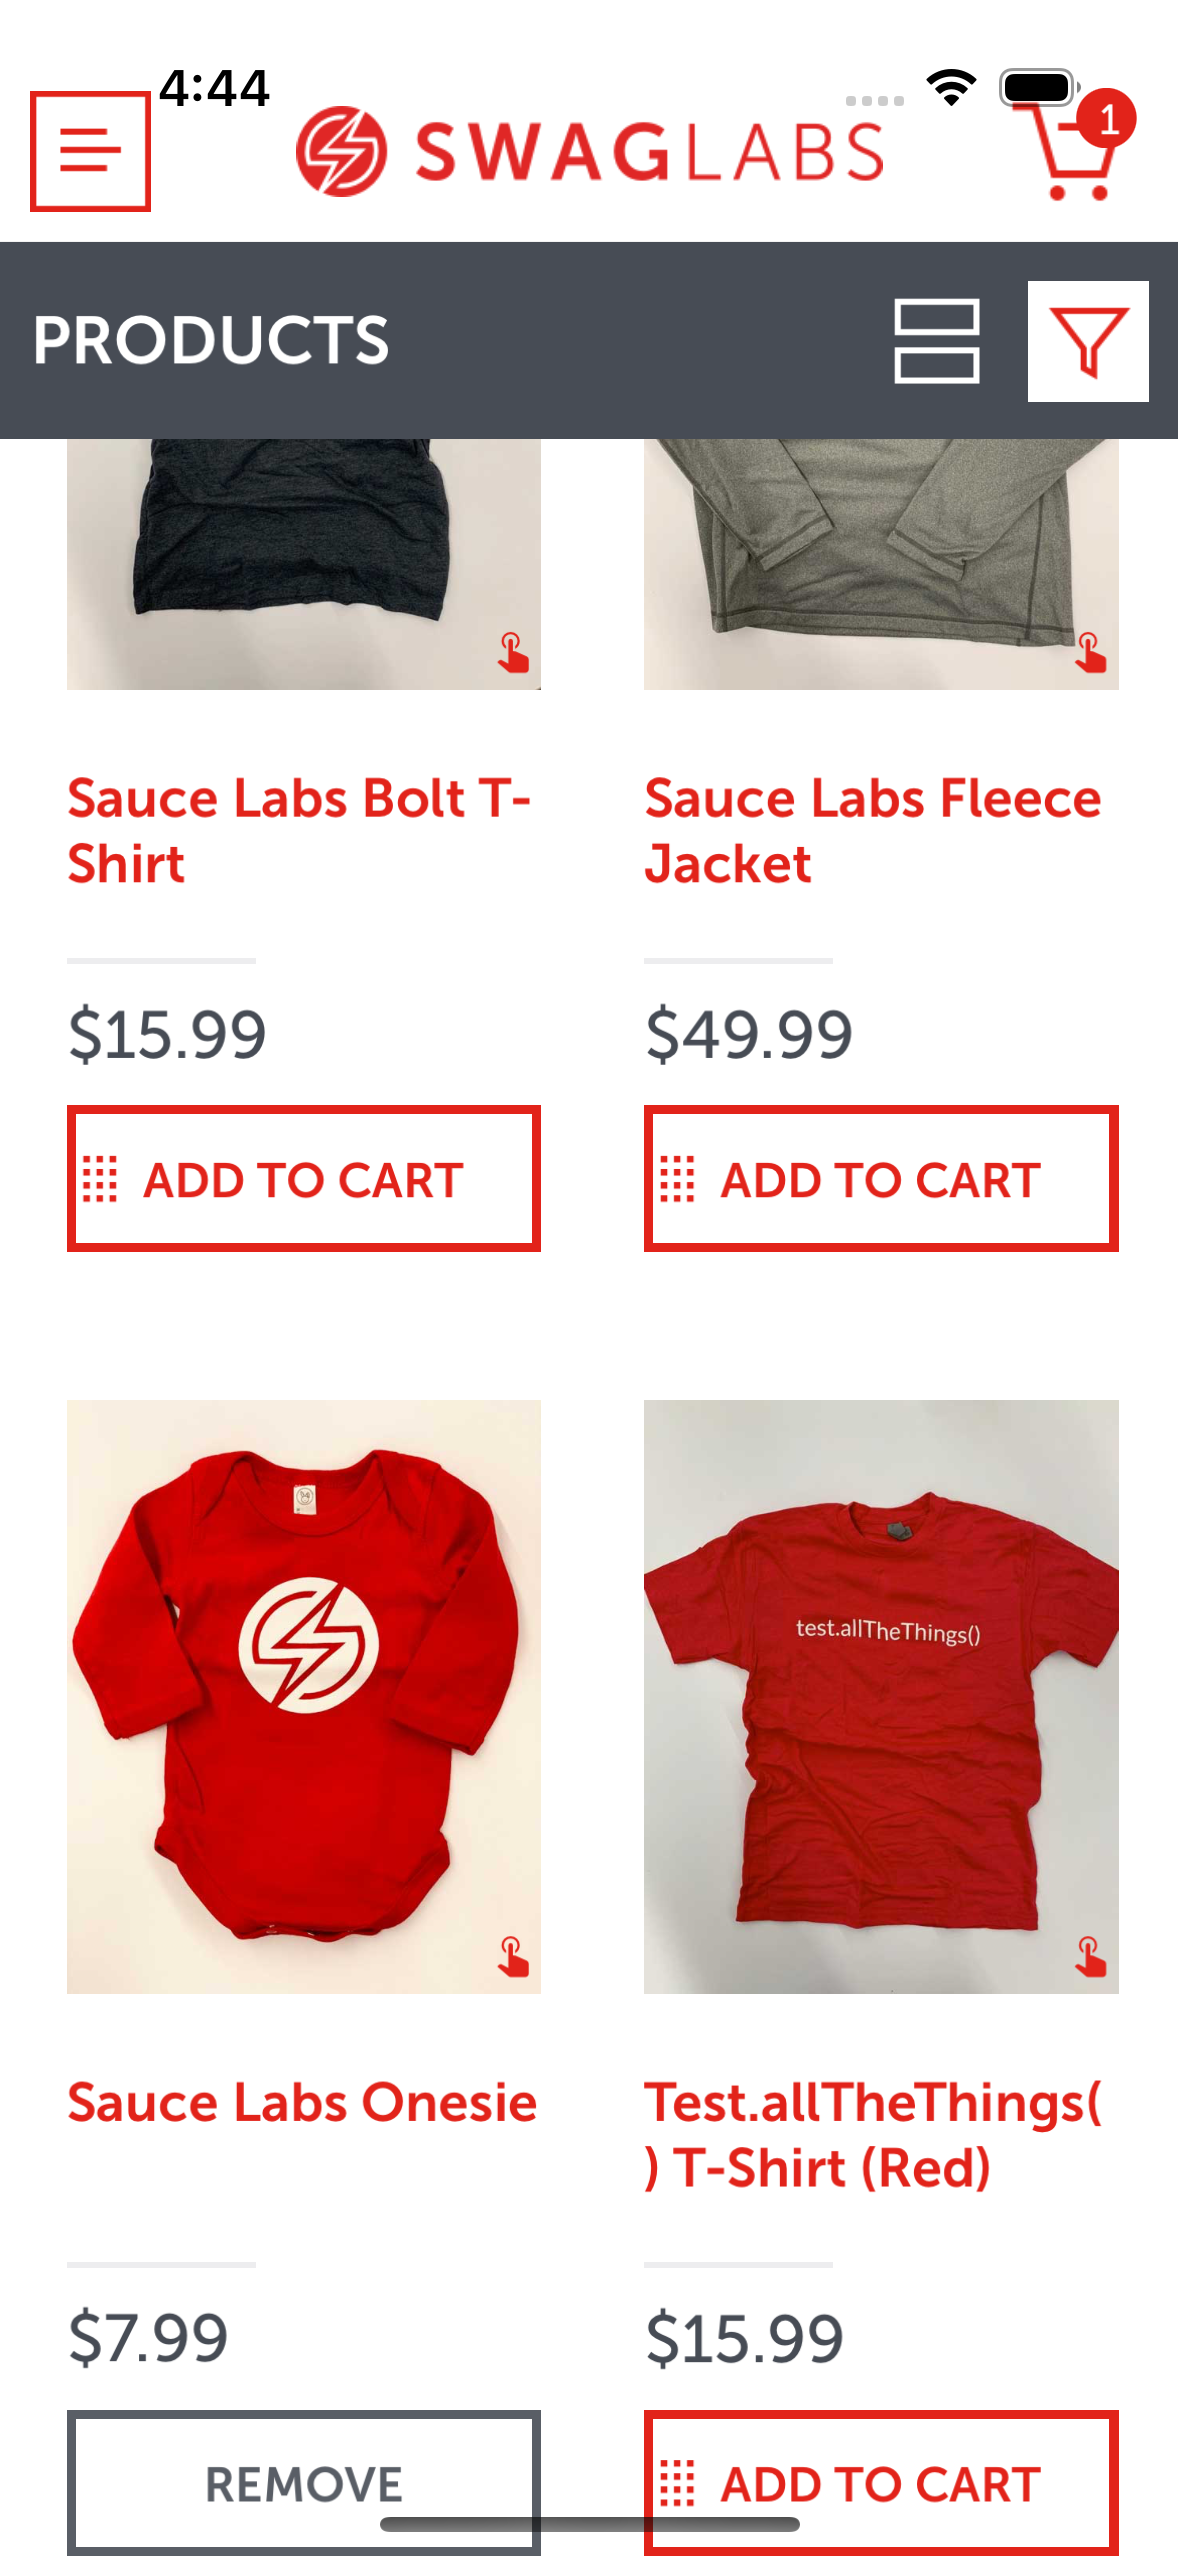 4:44
SWAGLABS
1
PRODUCTS
Sauce Labs Bolt T-
Shirt
Sauce Labs Fleece
Jacket
$15.99
$49.99
ADD TO CART
ADD TO CART
test.allTheThings()
Sauce Labs Onesie
Test.allTheThings(
) T-Shirt (Red)
$7.99
$15.99
REMOVE
ADD TO CART